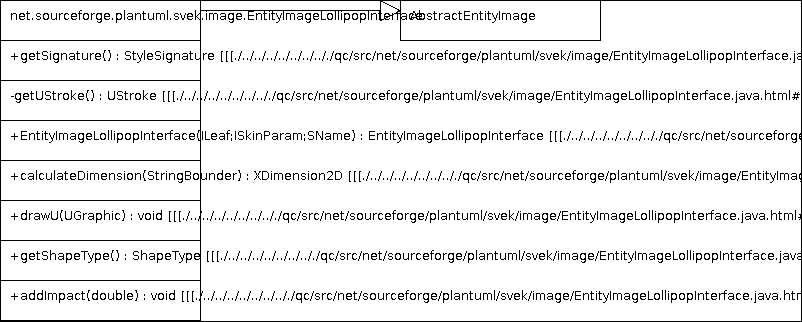 net.sourceforge.plantuml.svek.image.EntityImageLollipopInterface
AbstractEntityImage
+getSignature() : StyleSignature [[[./../../../../../../../../qc/src/net/sourceforge/plantuml/svek/image/EntityImageLollipopInterface.ja
-getUStroke() : UStroke [[[./../../../../../../../../qc/src/net/sourceforge/plantuml/svek/image/EntityImageLollipopInterface.java.html#
+EntityImageLollipopInterface(ILeaf;ISkinParam;SName) : EntityImageLollipopInterface [[[./../../../../../../../../qc/src/net/sourceforge
+calculateDimension(StringBounder) : XDimension2D [[[./../../../../../../../../qc/src/net/sourceforge/plantuml/svek/image/EntityImag
+drawU(UGraphic) : void [[[./../../../../../../../../qc/src/net/sourceforge/plantuml/svek/image/EntityImageLollipopInterface.java.html#
+getShapeType() : ShapeType [[[./../../../../../../../../qc/src/net/sourceforge/plantuml/svek/image/EntityImageLollipopInterface.java
+addImpact(double) : void [[[./../../../../../../../../qc/src/net/sourceforge/plantuml/svek/image/EntityImageLollipopInterface.java.htm